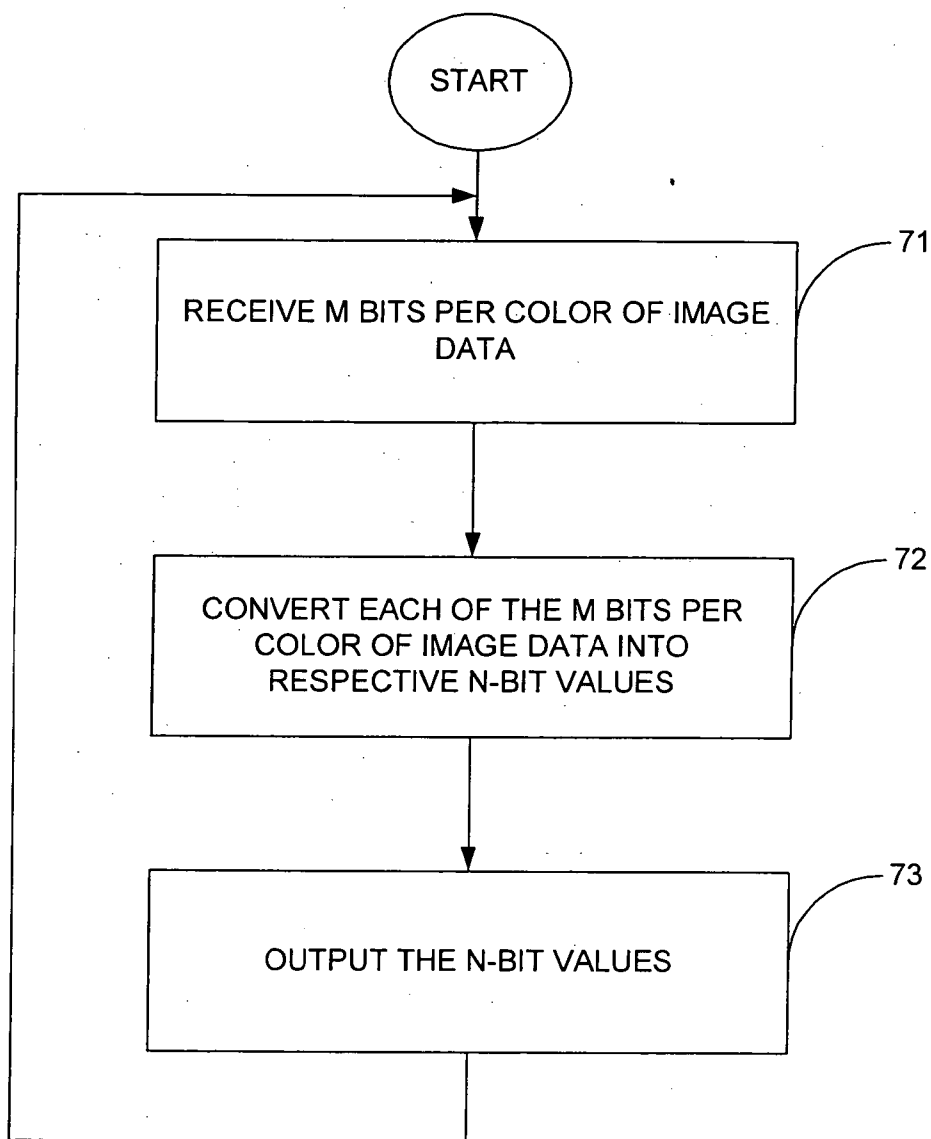 START
71
RECEIVE M BITS PER COLOR OF IMAGE
DATA
72
CONVERT EACH OF THE M BITS PER
COLOR OF IMAGE DATA INTO
RESPECTIVE N-BIT VALUES
73
OUTPUT THE N-BIT VALUES